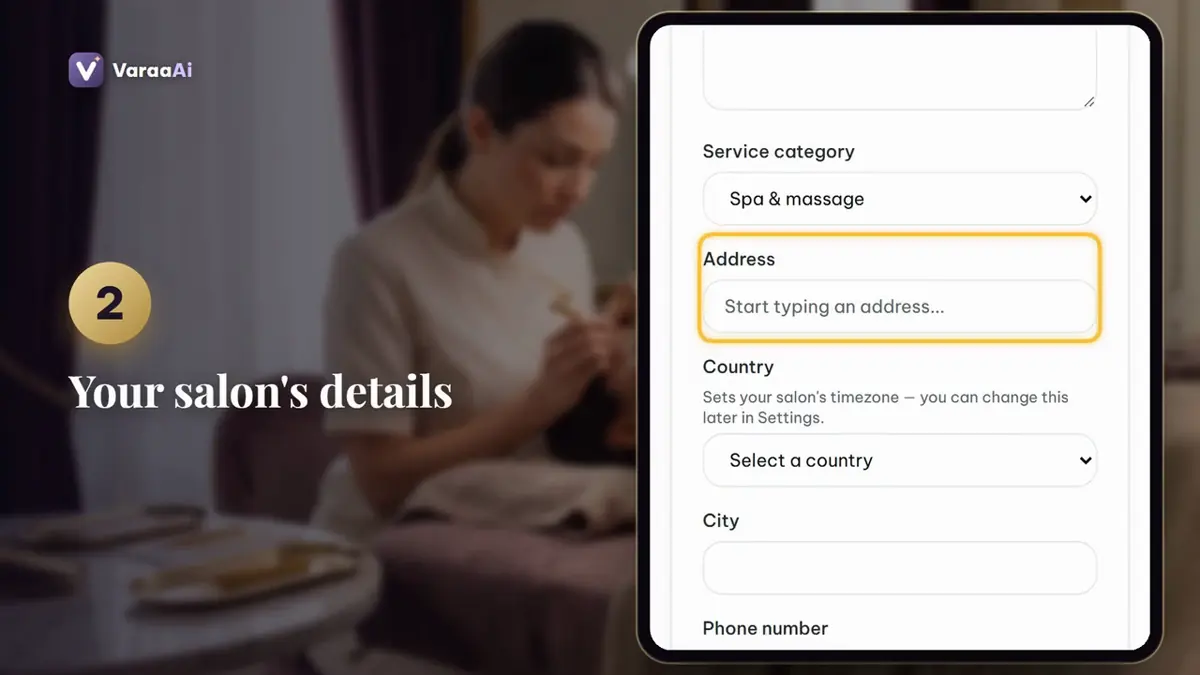 VaraaAi
2
Your salon's details
Service category
Spa & massage
Address
Start typing an address...
Country
Sets your salon's timezone — you can change this
later in Settings.
Select a country
City
Phone number